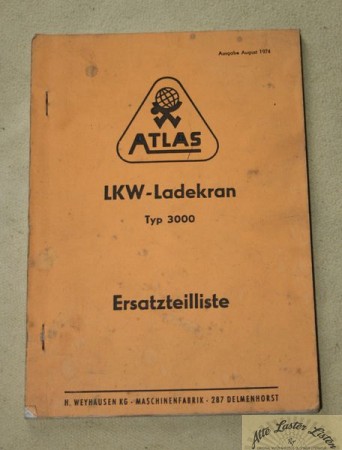 Ausgabe August 1974
ATLAS
LKW-Ladekran
Typ 3000
Ersatzteilliste
H. WEYHAUSEN KG - MASCHINENFABRIK - 287 DELMENHORST
Alte Laster Listen